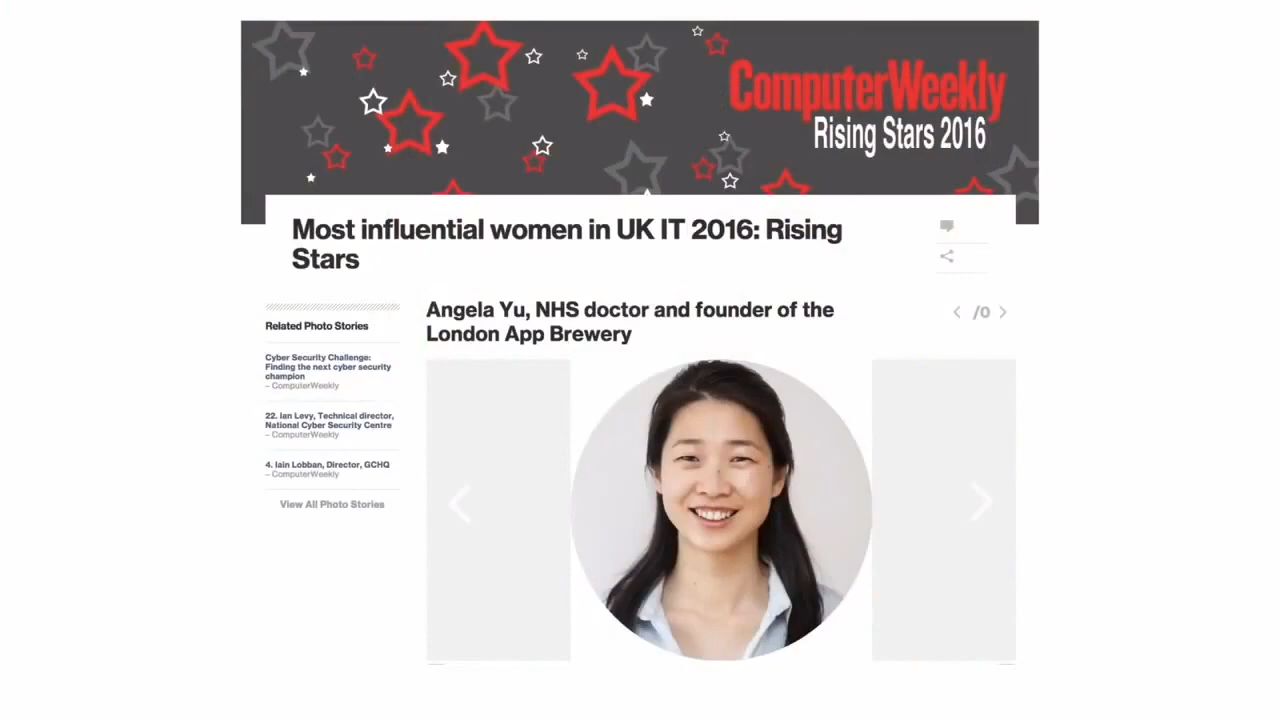 ComputerWeekly
Rising Stars 2016
Most influential women in UK IT 2016: Rising
Stars
Related Photo Stories
Cyber Security Challenge:
Finding the next cyber security
champion
– ComputerWeekly
22. Ian Levy, Technical director,
National Cyber Security Centre
– ComputerWeekly
4. Iain Lobban, Director, GCHQ
– ComputerWeekly
View All Photo Stories
Angela Yu, NHS doctor and founder of the
London App Brewery
/0